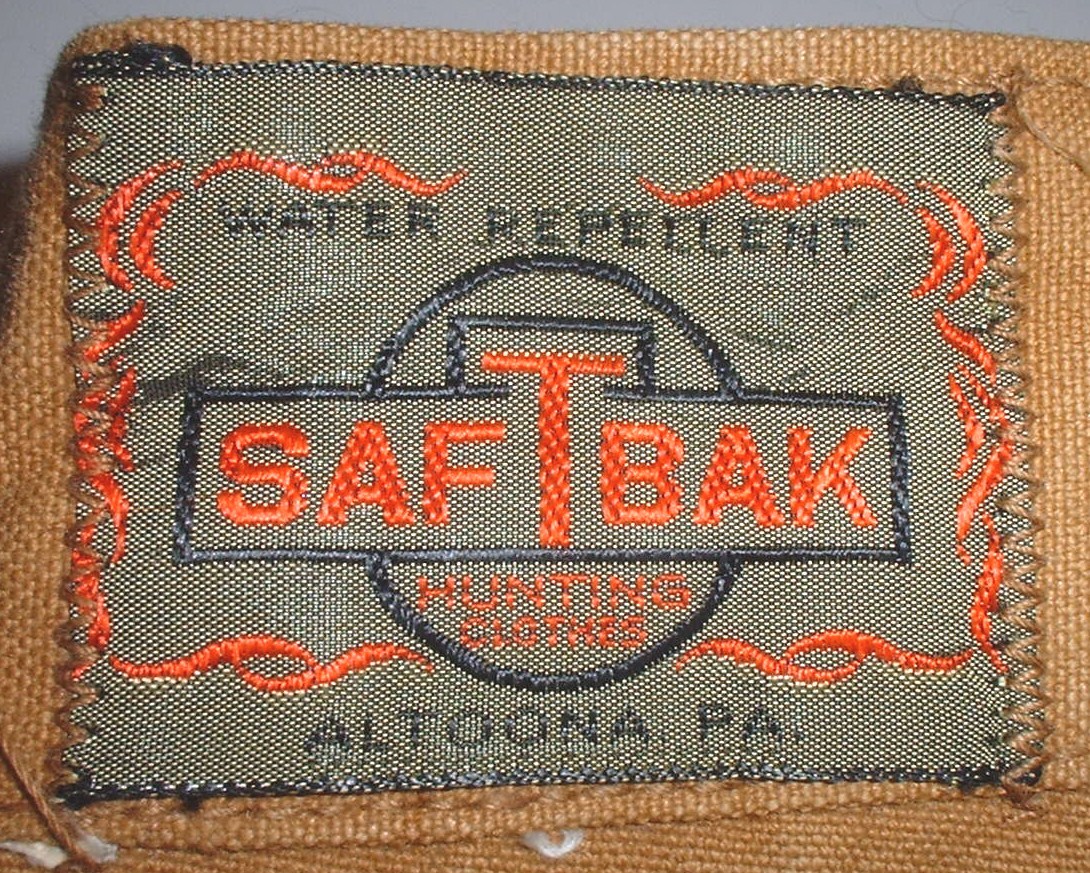 WATER REPELLENT
SAFTBAK
HUNTING
CLOTHES
ALTOONA, PA.